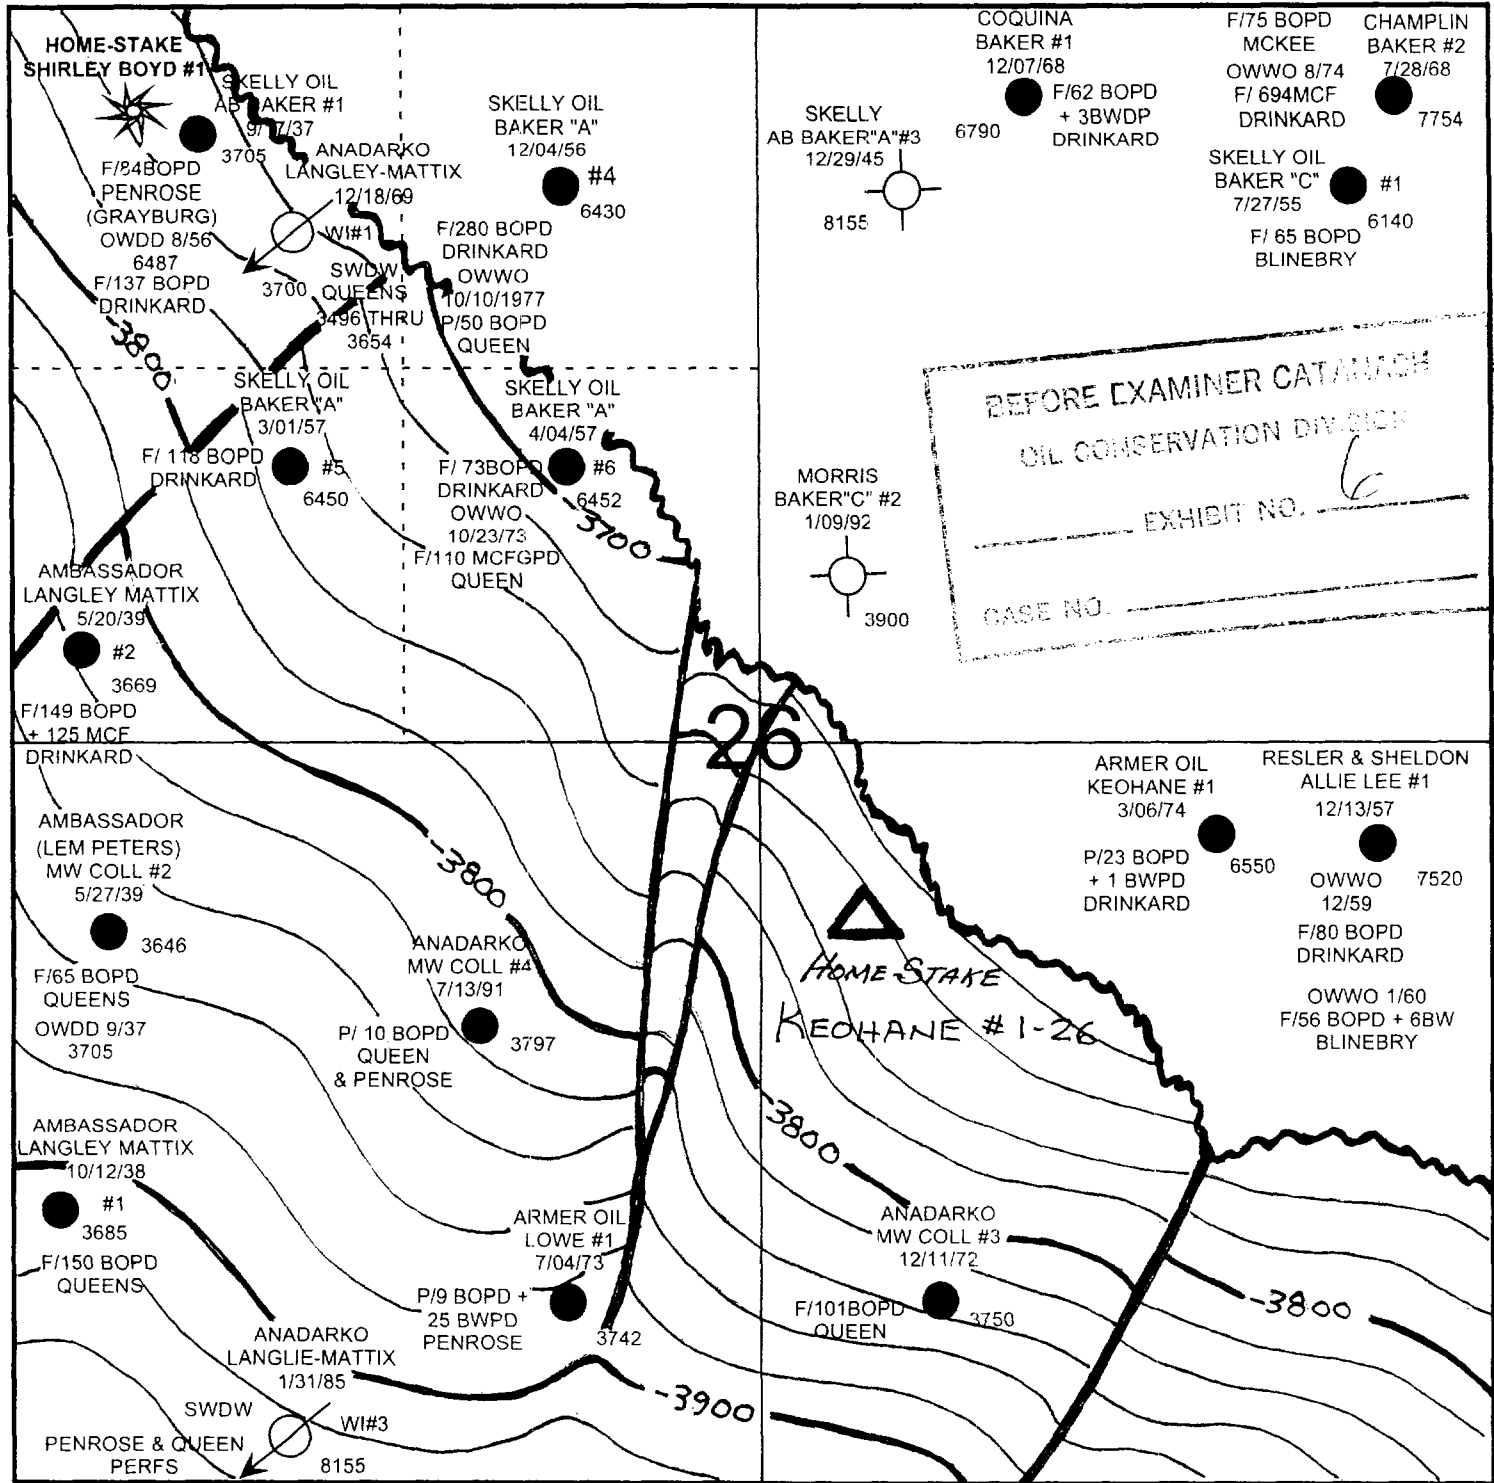 HOME-STAKE
SHIRLEY BOYD #1
SKELLY OIL
AB BAKER #1
3705
F/84BOPD
PENROSE
(GRAYBURG)
OWDD 8/56
6487
F/137 BOPD
DRINKARD
ANADARKO
LANGLEY-MATTIX
12/18/69
WI#1
3700
SWDW
QUEENS
3496 THRU
3654
SKELLY OIL
BAKER "A"
12/04/56
#4
6430
F/280 BOPD
DRINKARD
OWWO
10/10/1977
P/50 BOPD
QUEEN
SKELLY
AB BAKER"A"#3
12/29/45
8155
COQUINA
BAKER #1
12/07/68
6790
F/62 BOPD
+ 3BWDP
DRINKARD
F/75 BOPD
MCKEE
OWWO 8/74
F/ 694MCF
DRINKARD
CHAMPLIN
BAKER #2
7/28/68
7754
SKELLY OIL
BAKER "C"
7/27/55
#1
6140
F/ 65 BOPD
BLINEBRY
-3800
SKELLY OIL
BAKER "A"
3/01/57
#5
6450
F/ 118 BOPD
DRINKARD
SKELLY OIL
BAKER "A"
4/04/57
#6
6452
F/ 73BOPD
DRINKARD
OWWO
10/23/73
F/110 MCFGPD
QUEEN
-3700
MORRIS
BAKER"C" #2
1/09/92
3900
BEFORE EXAMINER CATANACH
OIL CONSERVATION DIVISION
EXHIBIT NO. 6
CASE NO.
AMBASSADOR
LANGLEY MATTIX
5/20/39
#2
3669
F/149 BOPD
+ 125 MCF
DRINKARD
26
AMBASSADOR
(LEM PETERS)
MW COLL #2
5/27/39
3646
F/65 BOPD
QUEENS
OWDD 9/37
3705
-3800
ANADARKO
MW COLL #4
7/13/91
3797
P/ 10 BOPD
QUEEN
& PENROSE
HOME-STAKE
KEOHANE #1-26
ARMER OIL
KEOHANE #1
3/06/74
6550
P/23 BOPD
+ 1 BWPD
DRINKARD
RESLER & SHELDON
ALLIE LEE #1
12/13/57
7520
OWWO
12/59
F/80 BOPD
DRINKARD
OWWO 1/60
F/56 BOPD + 6BW
BLINEBRY
-3800
AMBASSADOR
LANGLEY MATTIX
10/12/38
#1
3685
F/150 BOPD
QUEENS
ARMER OIL
LOWE #1
7/04/73
P/9 BOPD +
25 BWPD
PENROSE
3742
ANADARKO
MW COLL #3
12/11/72
F/101BOPD
QUEEN
3750
-3800
ANADARKO
LANGLIE-MATTIX
1/31/85
SWDW
WI#3
PENROSE & QUEEN
PERFS
8155
-3900